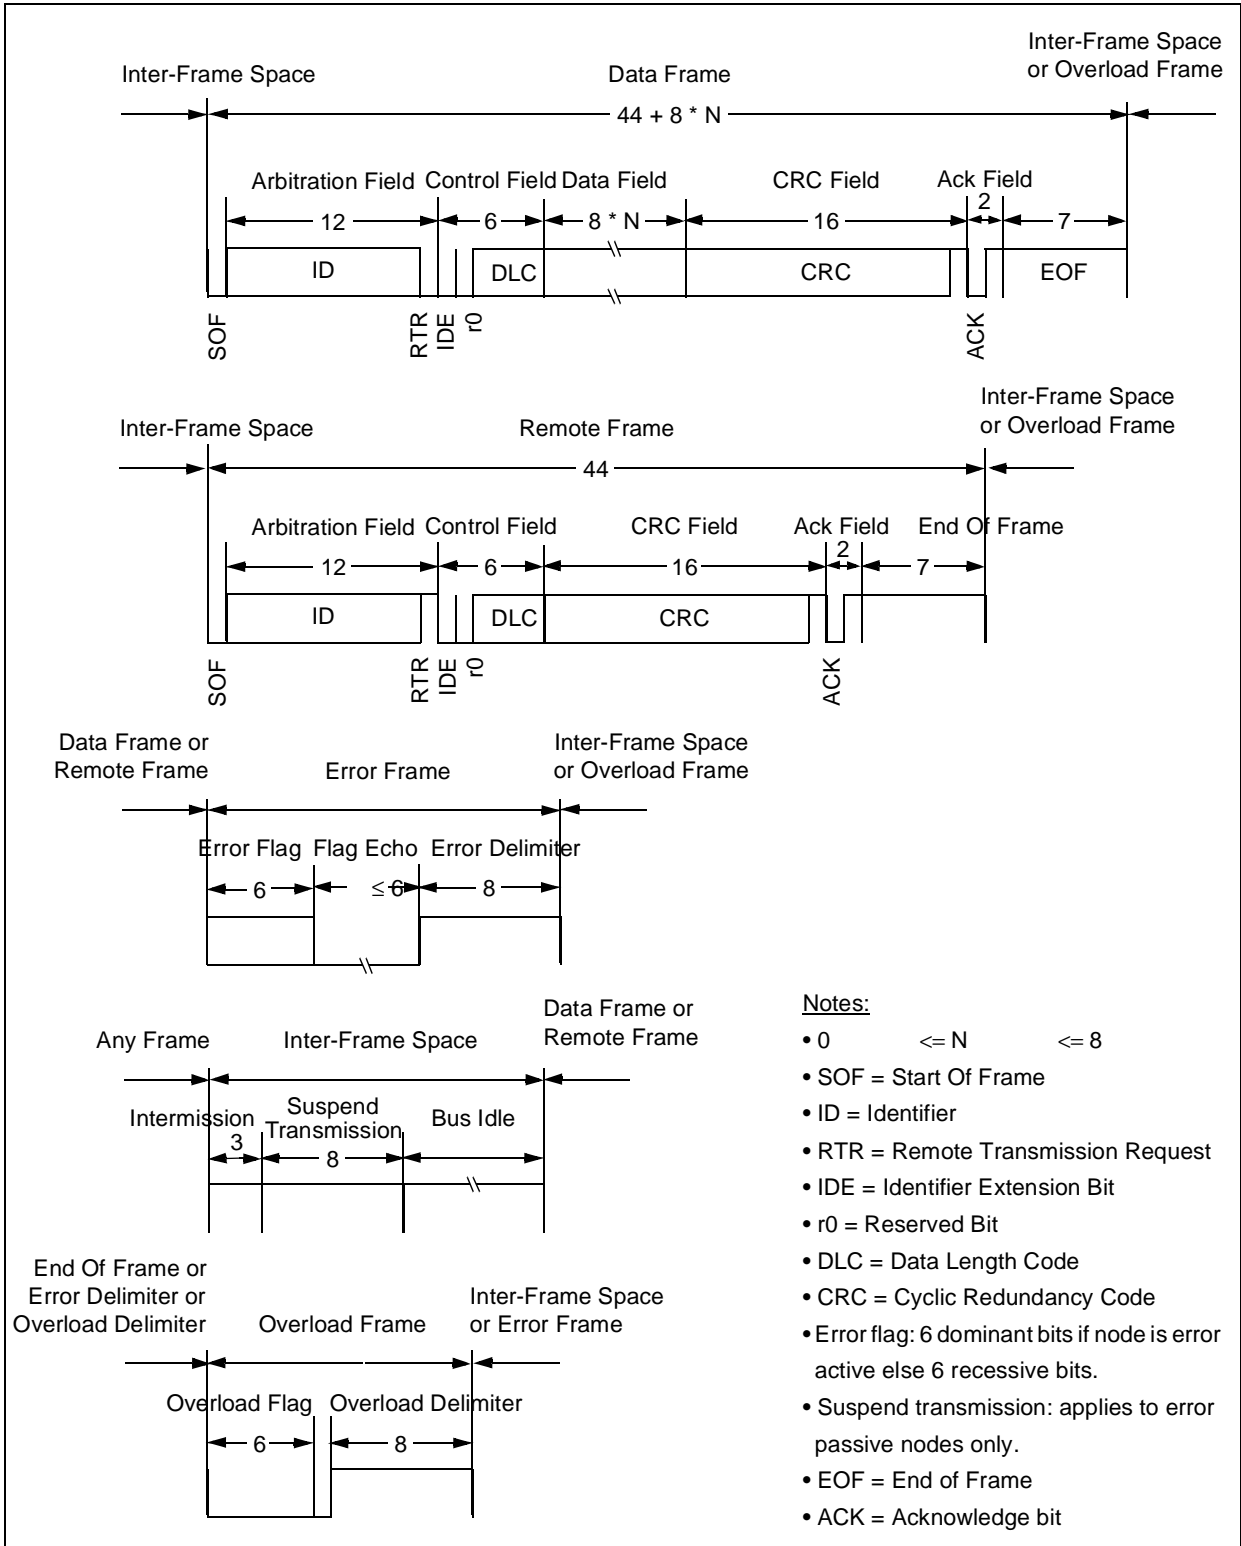 Inter-Frame Space
Data Frame
Inter-Frame Space
or Overload Frame
44 + 8 * N
Arbitration Field
Control Field
Data Field
CRC Field
Ack Field
12
6
8 * N
16
2
7
ID
DLC
CRC
EOF
SOF
RTR
IDE
r0
ACK
Inter-Frame Space
Remote Frame
Inter-Frame Space
or Overload Frame
44
Arbitration Field
Control Field
CRC Field
Ack Field
End Of Frame
12
6
16
2
7
ID
DLC
CRC
SOF
RTR
IDE
r0
ACK
Data Frame or
Remote Frame
Error Frame
Inter-Frame Space
or Overload Frame
Error Flag
Flag Echo
Error Delimiter
6
≤ 6
8
Any Frame
Inter-Frame Space
Data Frame or
Remote Frame
Intermission
Suspend
Transmission
Bus Idle
3
8
End Of Frame or
Error Delimiter or
Overload Delimiter
Overload Frame
Inter-Frame Space
or Error Frame
Overload Flag
Overload Delimiter
6
8
Notes:
• 0 <= N <= 8
• SOF = Start Of Frame
• ID = Identifier
• RTR = Remote Transmission Request
• IDE = Identifier Extension Bit
• r0 = Reserved Bit
• DLC = Data Length Code
• CRC = Cyclic Redundancy Code
• Error flag: 6 dominant bits if node is error
active else 6 recessive bits.
• Suspend transmission: applies to error
passive nodes only.
• EOF = End of Frame
• ACK = Acknowledge bit